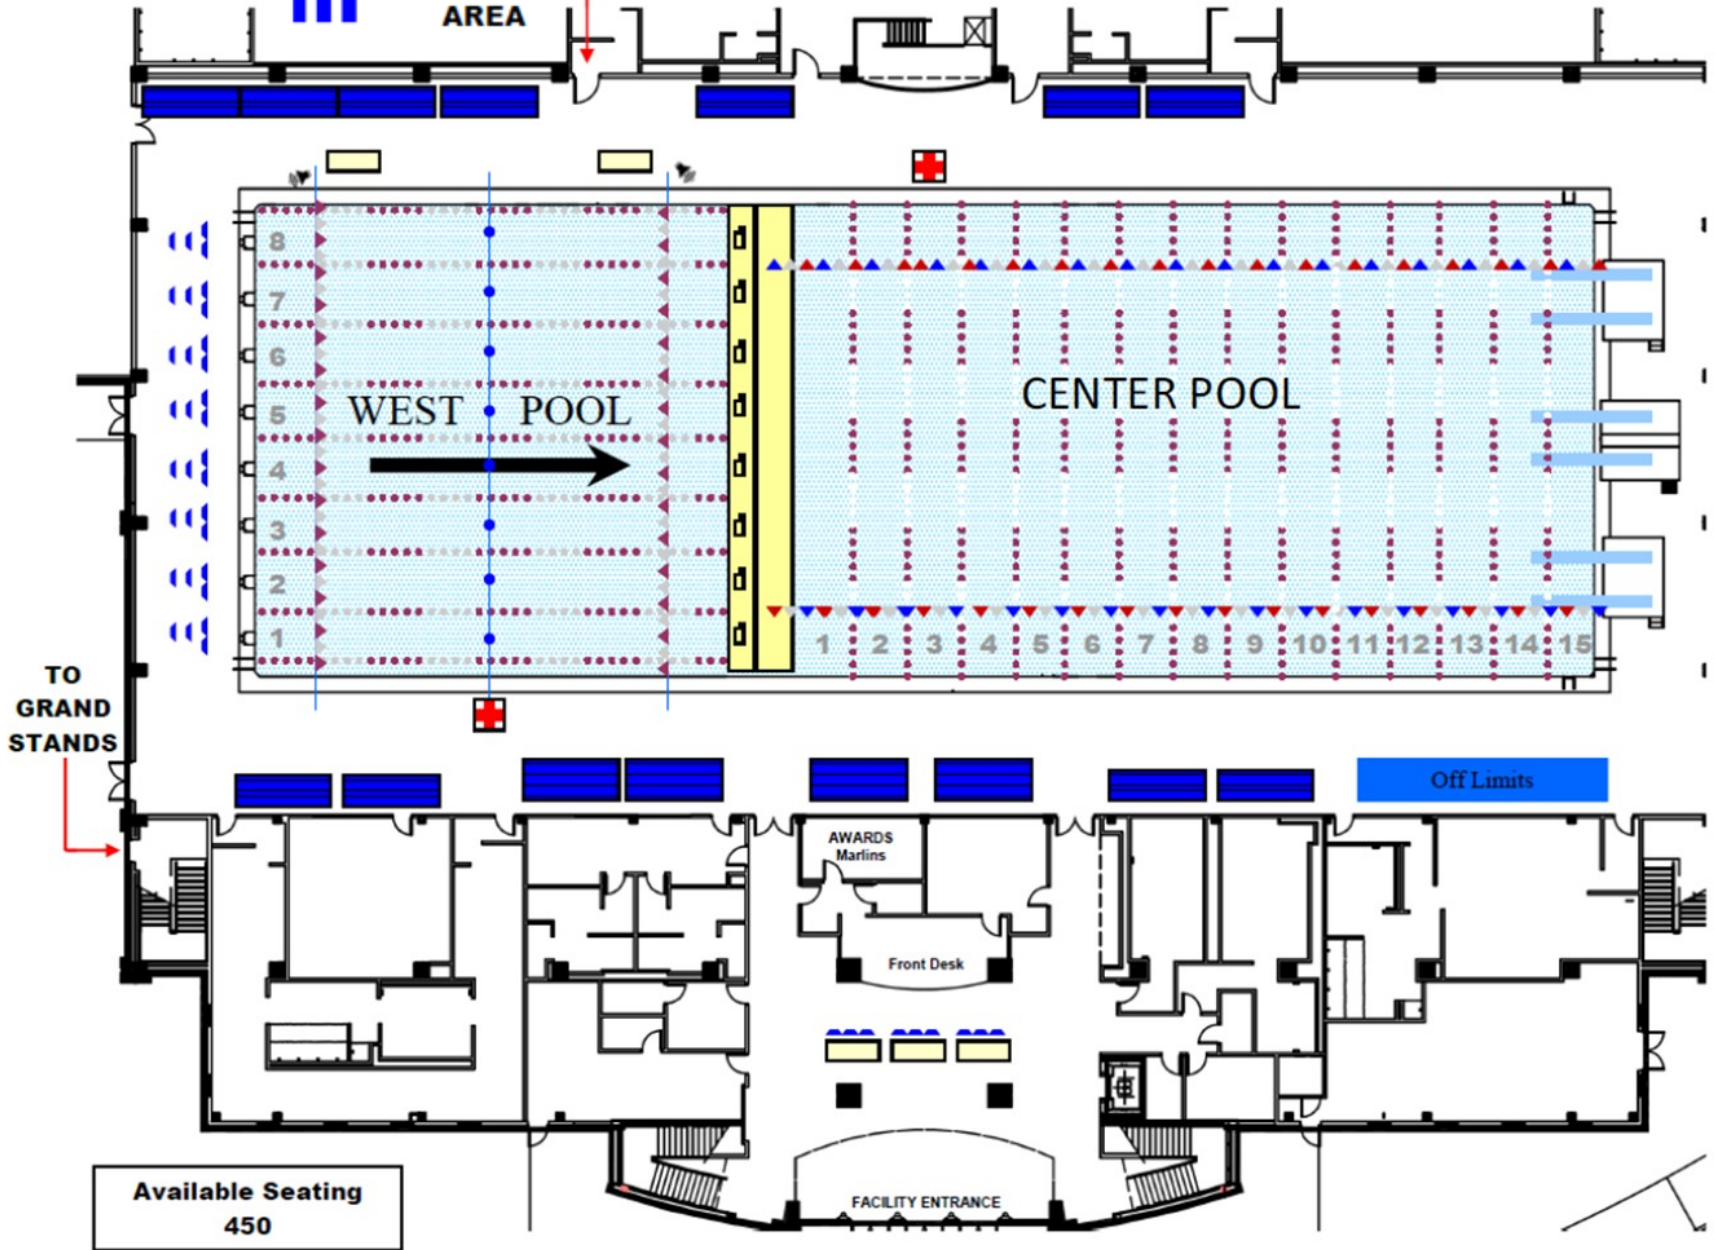 AREA
8
7
6
5
4
3
2
1
WEST POOL
CENTER POOL
1 2 3 4 5 6 7 8 9 10 11 12 13 14 15
TO
GRAND
STANDS
Off Limits
AWARDS
Marlins
Front Desk
FACILITY ENTRANCE
Available Seating
450